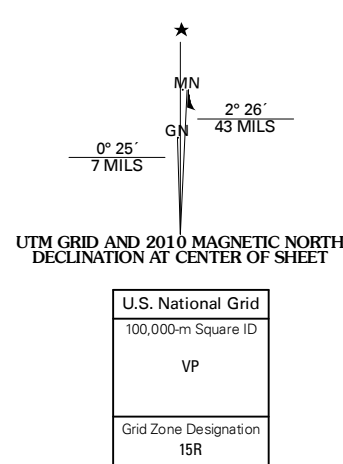 ★
MN
GN
2° 26´
43 MILS
0° 25´
7 MILS
UTM GRID AND 2010 MAGNETIC NORTH
DECLINATION AT CENTER OF SHEET
U.S. National Grid
100,000-m Square ID
VP
Grid Zone Designation
15R